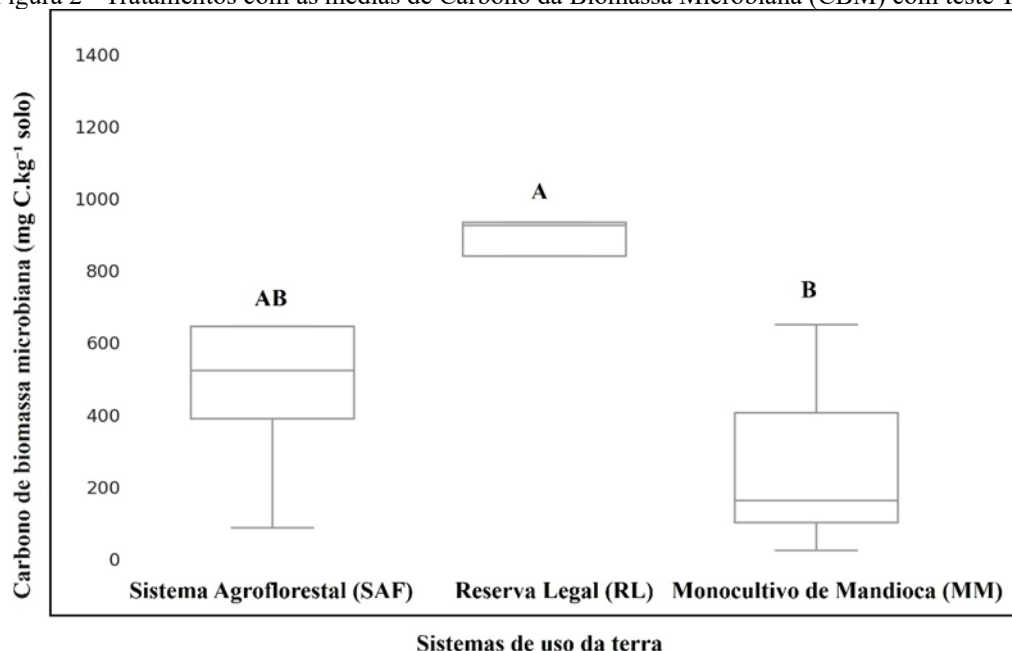 Figura 2 – Tratamentos com as médias de Carbono da Biomassa Microbiana (CBM) com teste
Carbono de biomassa microbiana (mg C.kg⁻¹ solo)
1400
1200
1000
800
600
400
200
0
A
AB
B
Sistema Agroflorestal (SAF) Reserva Legal (RL) Monocultivo de Mandioca (MM)
Sistemas de uso da terra